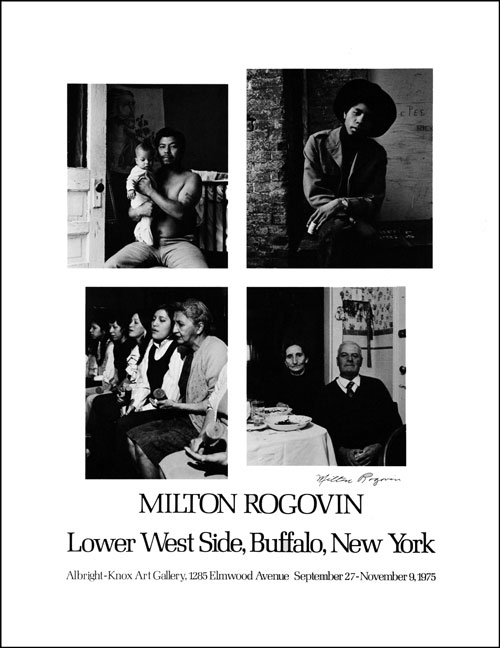 Milton Rogovin
MILTON ROGOVIN
Lower West Side, Buffalo, New York
Albright-Knox Art Gallery, 1285 Elmwood Avenue September 27-November 9, 1975